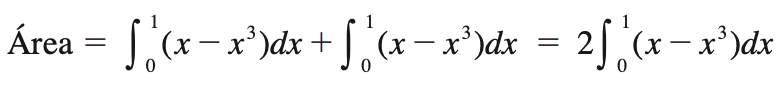 Área = ∫₀¹(x − x³)dx + ∫₀¹(x − x³)dx = 2∫₀¹(x − x³)dx